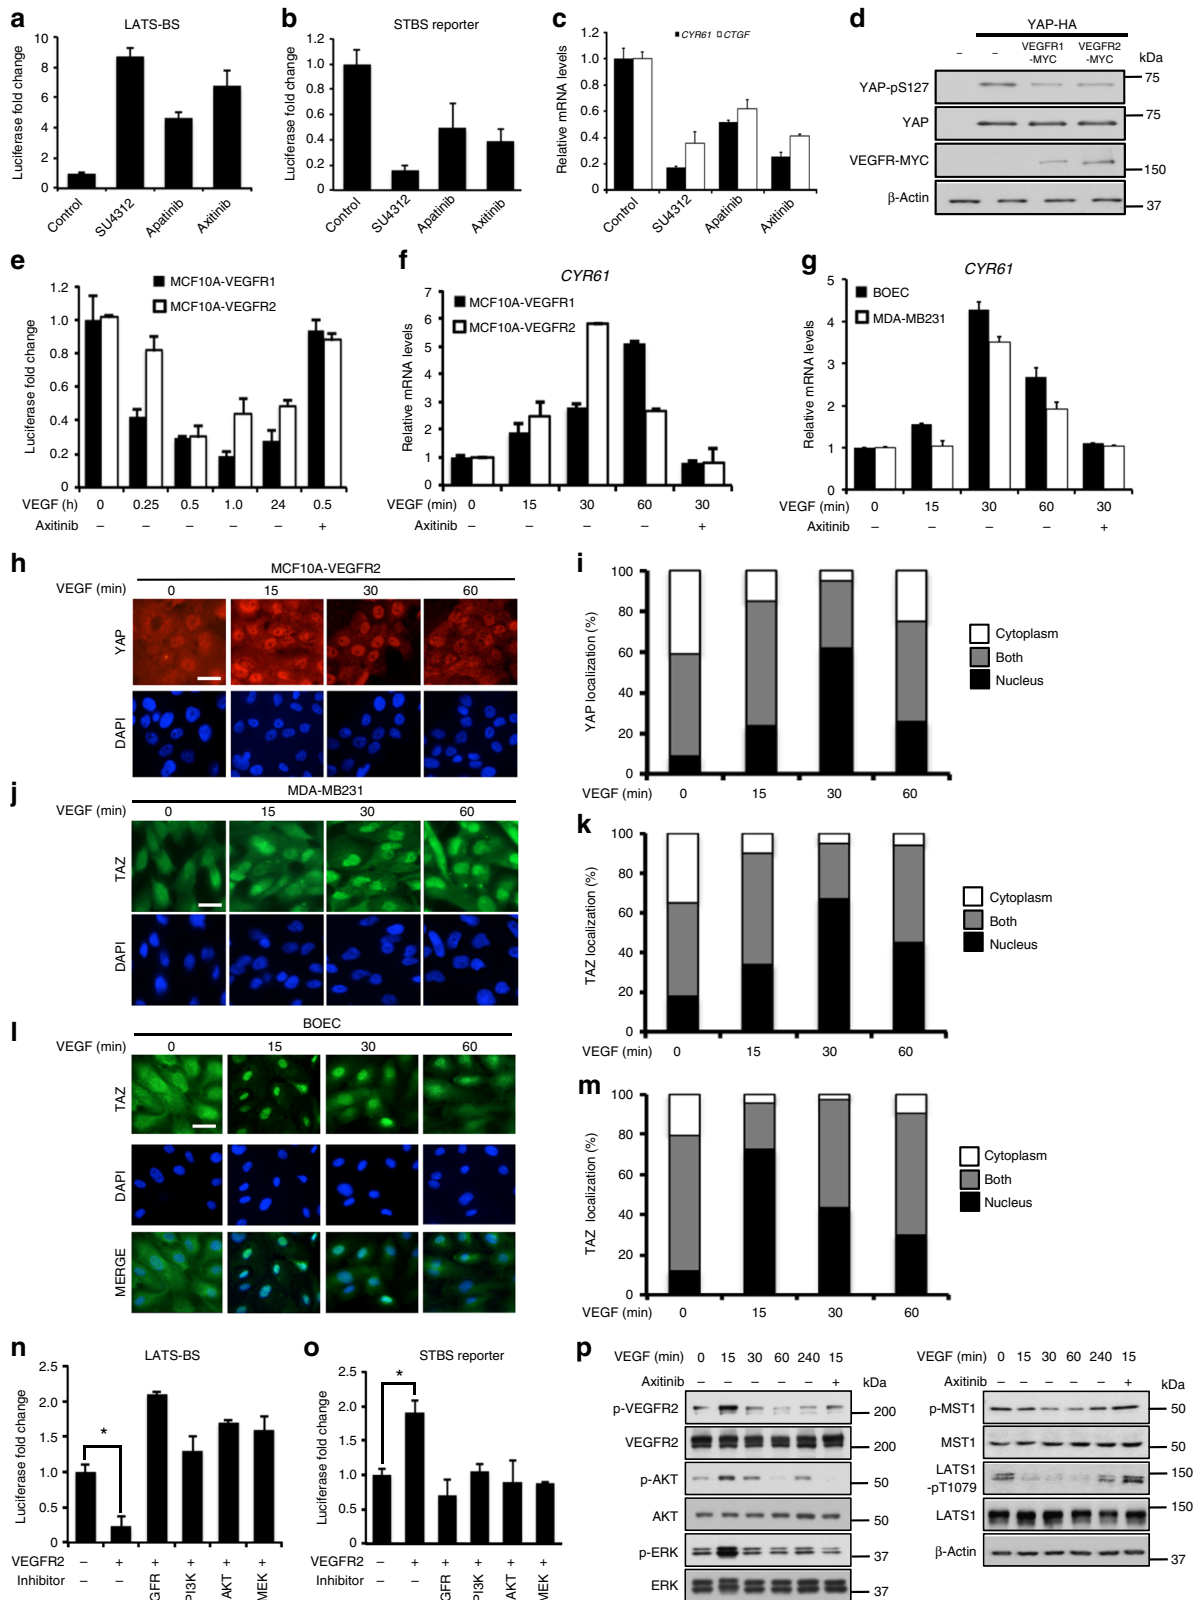 a
LATS-BS
Luciferase fold change
10
8
6
4
2
0
Control
SU4312
Apatinib
Axitinib
b
STBS reporter
Luciferase fold change
1.2
1.0
0.8
0.6
0.4
0.2
0
Control
SU4312
Apatinib
Axitinib
c
CYR61 CTGF
Relative mRNA levels
1.2
1.0
0.8
0.6
0.4
0.2
0
Control
SU4312
Apatinib
Axitinib
d
YAP-HA
– – VEGFR1 -MYC VEGFR2 -MYC kDa
YAP-pS127 75
YAP 75
VEGFR-MYC 150
β-Actin 37
e
MCF10A-VEGFR1
MCF10A-VEGFR2
Luciferase fold change
1.2
1.0
0.8
0.6
0.4
0.2
0
VEGF (h) 0 0.25 0.5 1.0 24 0.5
Axitinib – – – – – +
f
CYR61
MCF10A-VEGFR1
MCF10A-VEGFR2
Relative mRNA levels
7
6
5
4
3
2
1
0
VEGF (min) 0 15 30 60 30
Axitinib – – – – +
g
CYR61
BOEC
MDA-MB231
Relative mRNA levels
5
4
3
2
1
0
VEGF (min) 0 15 30 60 30
Axitinib – – – – +
h
MCF10A-VEGFR2
VEGF (min) 0 15 30 60
YAP
DAPI
i
YAP localization (%)
100
80
60
40
20
0
VEGF (min) 0 15 30 60
Cytoplasm
Both
Nucleus
j
MDA-MB231
VEGF (min) 0 15 30 60
TAZ
DAPI
k
TAZ localization (%)
100
80
60
40
20
0
VEGF (min) 0 15 30 60
Cytoplasm
Both
Nucleus
l
BOEC
VEGF (min) 0 15 30 60
TAZ
DAPI
MERGE
m
TAZ localization (%)
100
80
60
40
20
0
VEGF (min) 0 15 30 60
Cytoplasm
Both
Nucleus
n
LATS-BS
Luciferase fold change
2.5
2.0
1.5
1.0
0.5
0
*
VEGFR2 – + + + + +
Inhibitor – – GFR PI3K AKT MEK
o
STBS reporter
Luciferase fold change
2.5
2.0
1.5
1.0
0.5
0
*
VEGFR2 – + + + + +
Inhibitor – – GFR PI3K AKT MEK
p
VEGF (min) 0 15 30 60 240 15
Axitinib – – – – – + kDa
p-VEGFR2 200
VEGFR2 200
p-AKT 50
AKT 50
p-ERK 37
ERK 37
VEGF (min) 0 15 30 60 240 15
Axitinib – – – – – + kDa
p-MST1 50
MST1 50
LATS1 150
-pT1079
LATS1 150
β-Actin 37